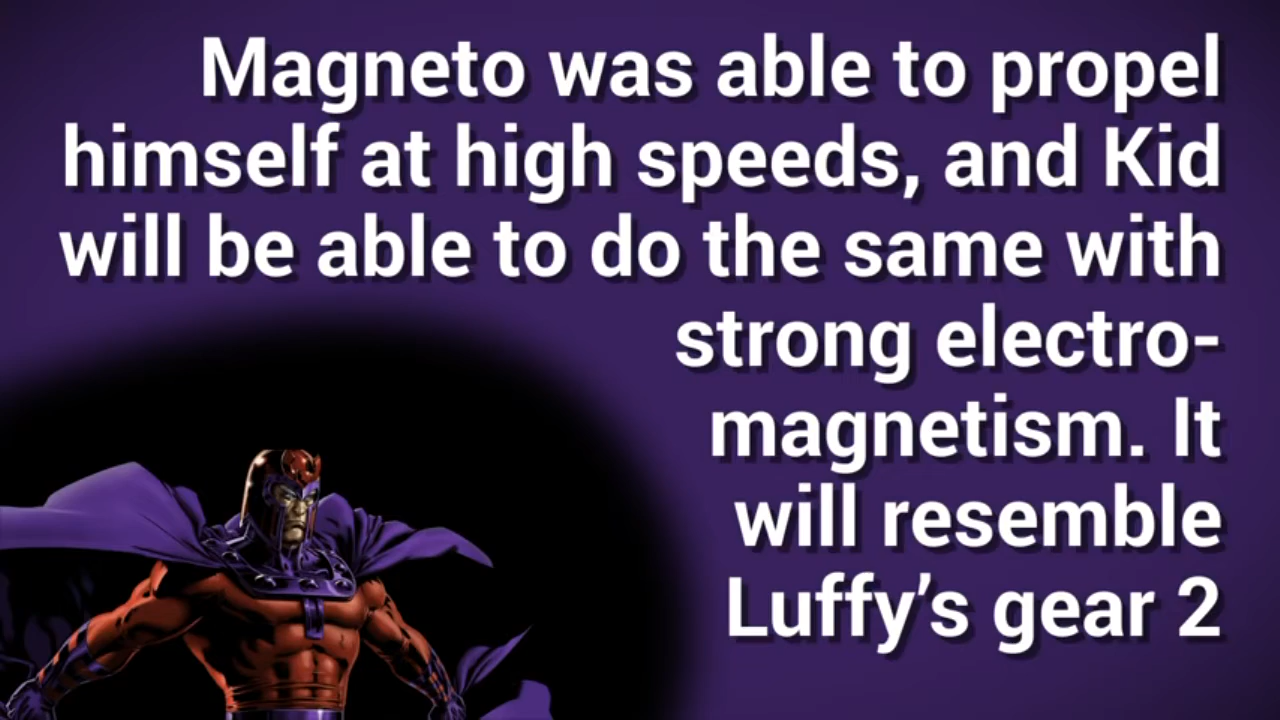 Magneto was able to propel
himself at high speeds, and Kid
will be able to do the same with
strong electro-
magnetism. It
will resemble
Luffy’s gear 2